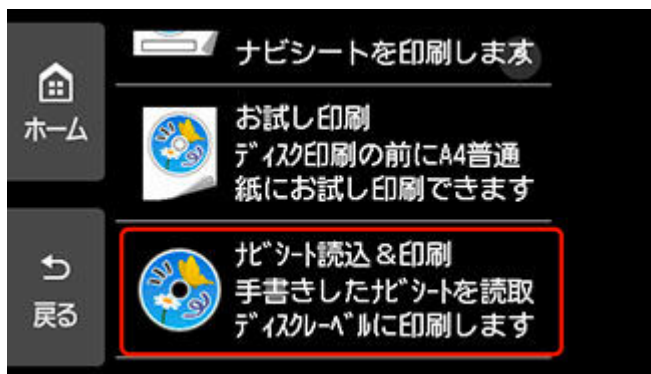 ナビシートを印刷します
ホーム
お試し印刷
ディスク印刷の前にA4普通
紙にお試し印刷できます
戻る
ナビシート読込&印刷
手書きしたナビシートを読取
ディスクレーベルに印刷します